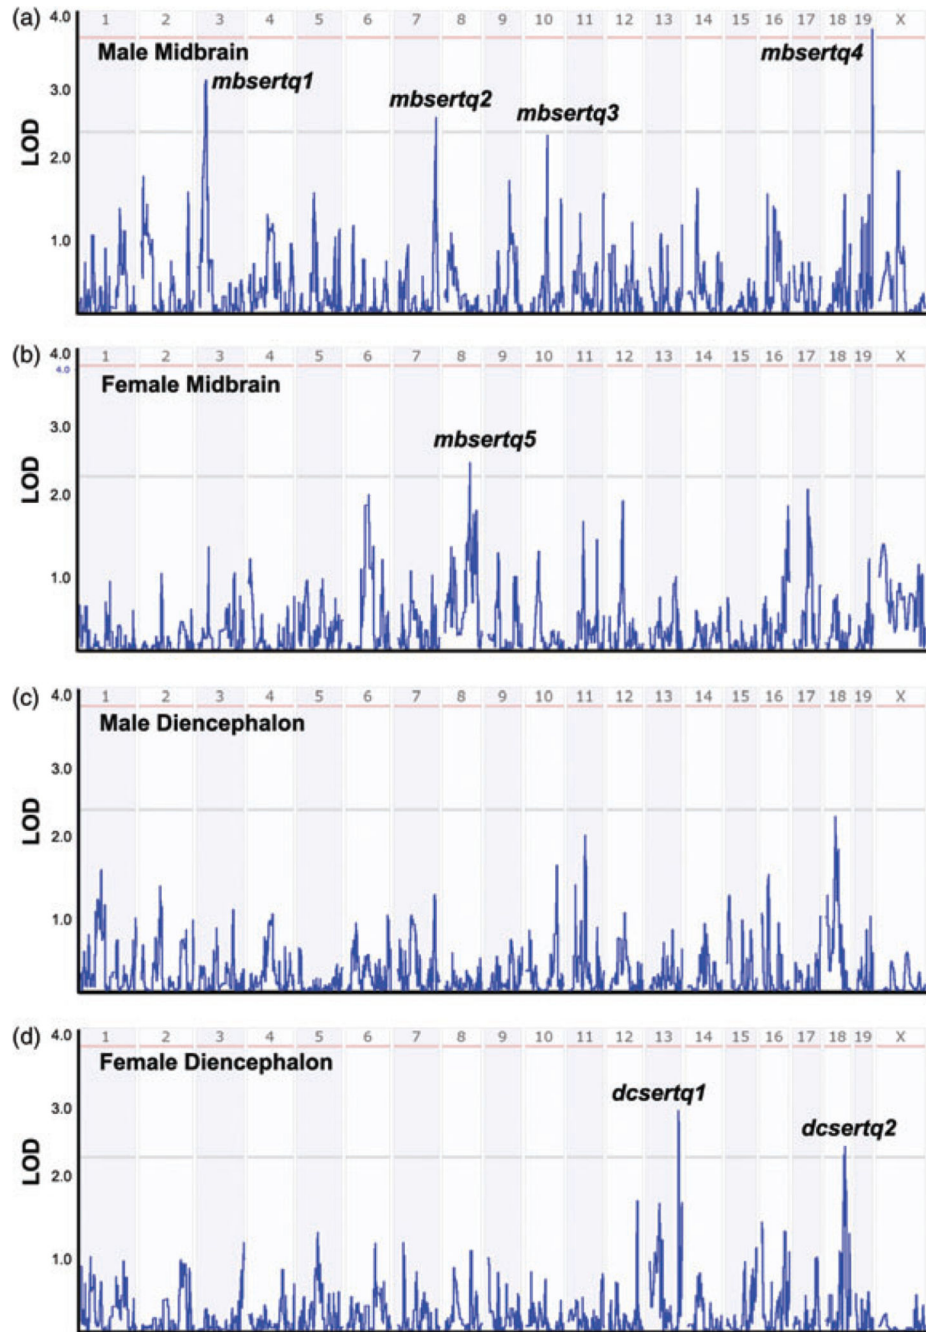 (a)
4.0
1 2 3 4 5 6 7 8 9 10 11 12 13 14 15 16 17 18 19 X
Male Midbrain
mbsertq4
mbsertq1
3.0
mbsertq2
mbsertq3
LOD
2.0
1.0
(b)
4.0
1 2 3 4 5 6 7 8 9 10 11 12 13 14 15 16 17 18 19 X
4.0
Female Midbrain
3.0
mbsertq5
LOD
2.0
1.0
(c)
4.0
1 2 3 4 5 6 7 8 9 10 11 12 13 14 15 16 17 18 19 X
Male Diencephalon
3.0
LOD
2.0
1.0
(d)
4.0
1 2 3 4 5 6 7 8 9 10 11 12 13 14 15 16 17 18 19 X
Female Diencephalon
dcsertq1
3.0
dcsertq2
LOD
2.0
1.0